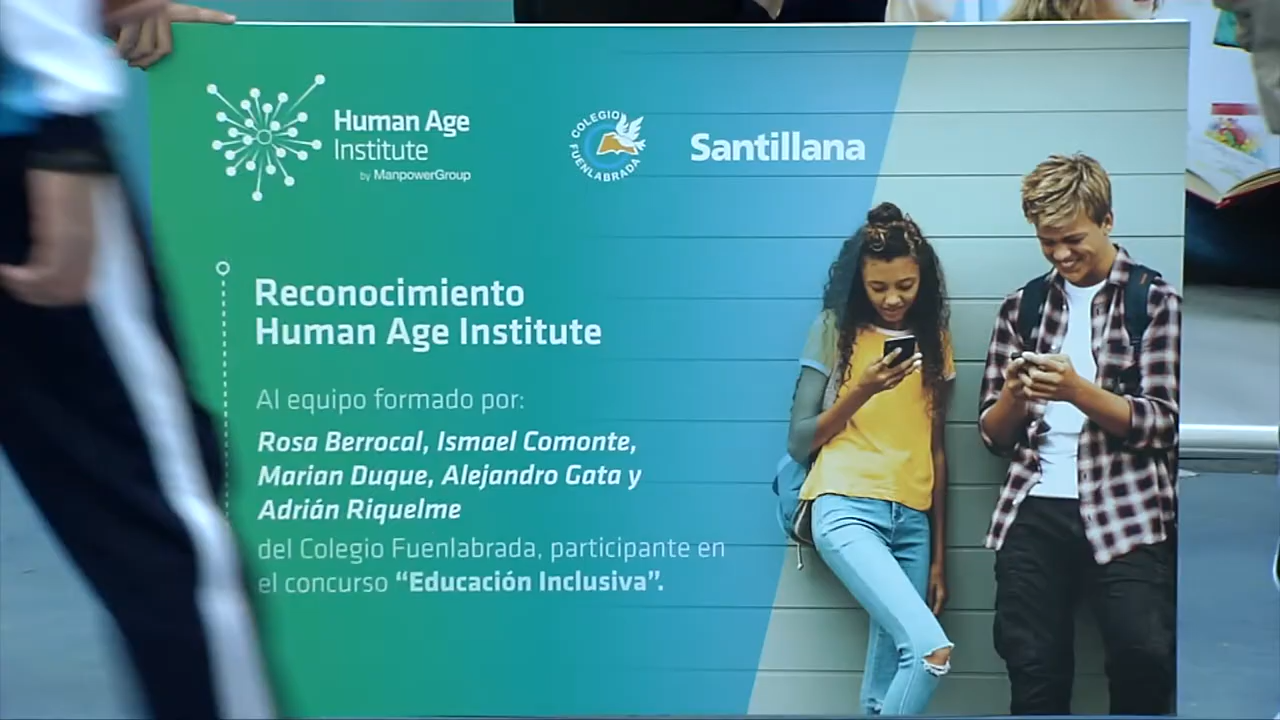 Human Age
Institute
by ManpowerGroup
COLEGIO
FUENLABRADA
Santillana
Reconocimiento
Human Age Institute
Al equipo formado por:
Rosa Berrocal, Ismael Comonte,
Marian Duque, Alejandro Gata y
Adrián Riquelme
del Colegio Fuenlabrada, participante en
el concurso “Educación Inclusiva”.